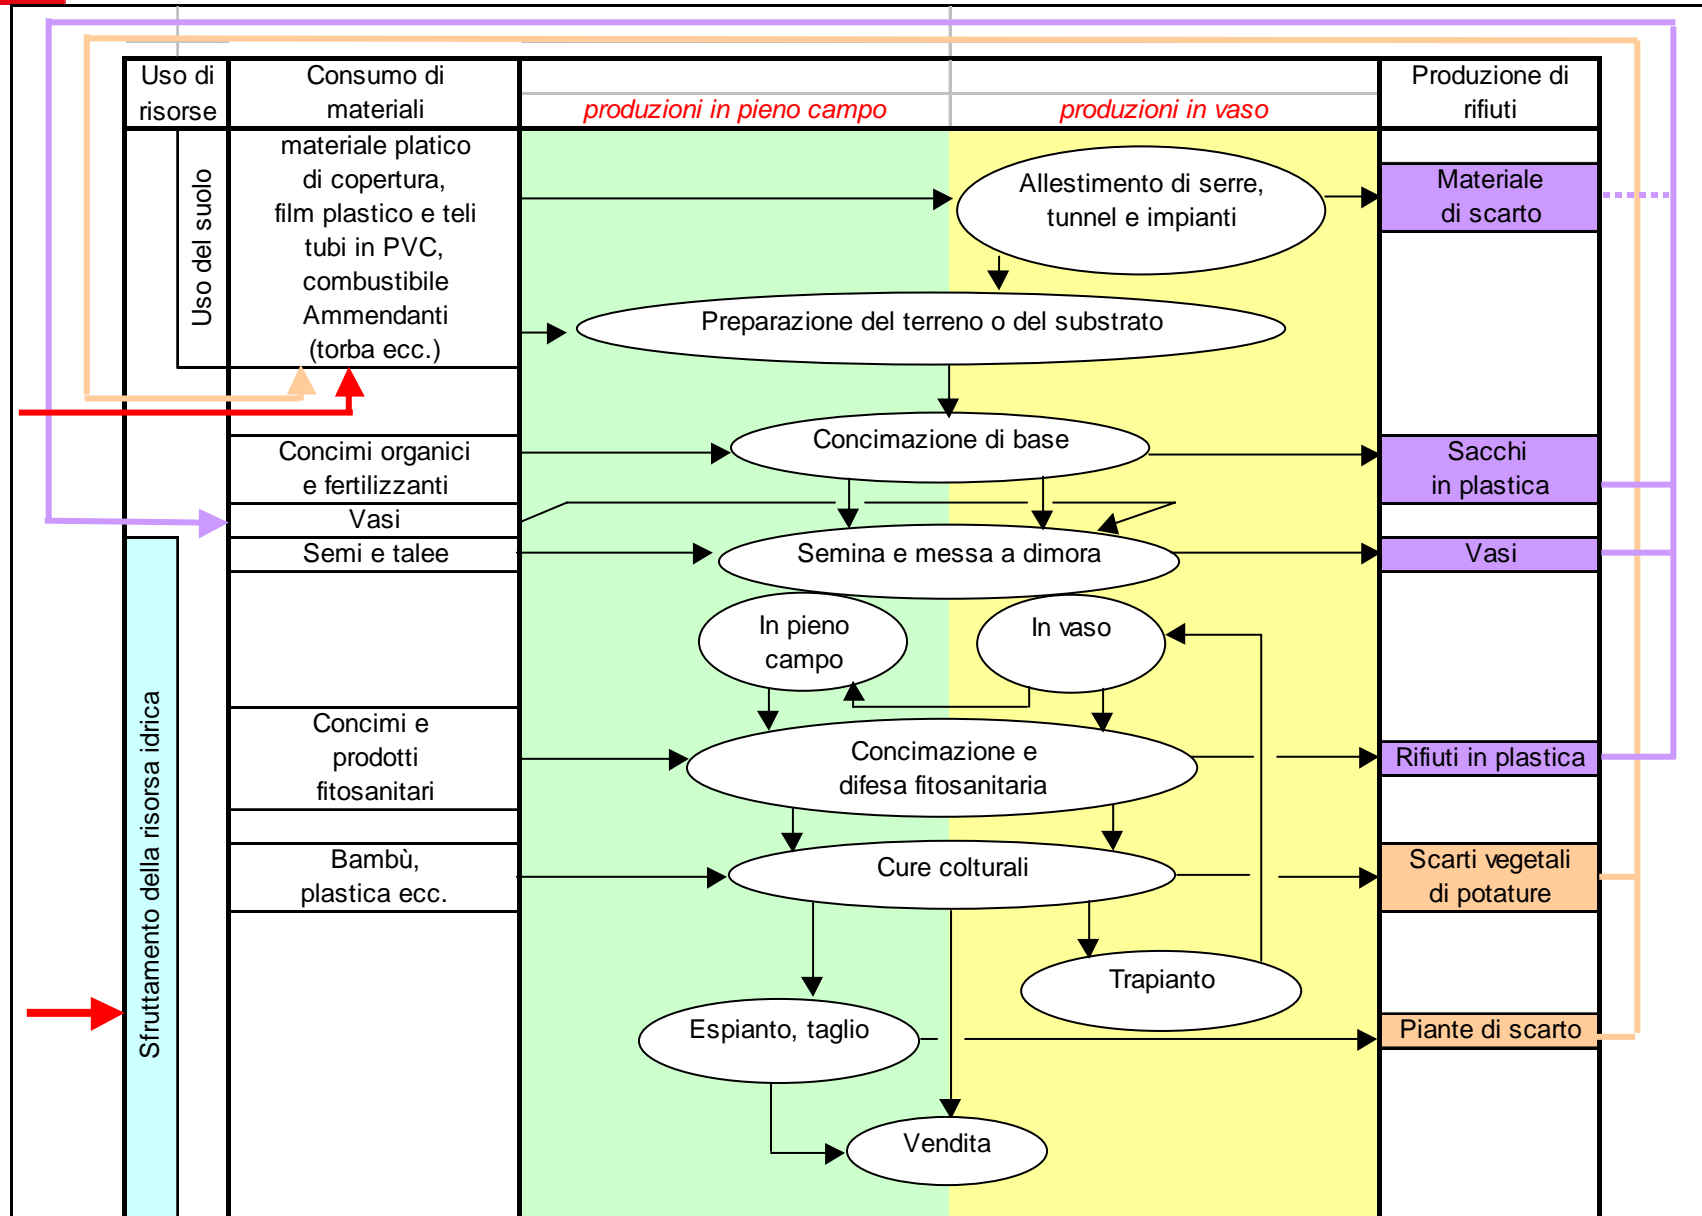 Uso di
risorse
Consumo di
materiali
produzioni in pieno campo
produzioni in vaso
Produzione di
rifiuti
Uso del suolo
materiale platico
di copertura,
film plastico e teli
tubi in PVC,
combustibile
Ammendanti
(torba ecc.)
Allestimento di serre,
tunnel e impianti
Materiale
di scarto
Preparazione del terreno o del substrato
Concimi organici
e fertilizzanti
Concimazione di base
Sacchi
in plastica
Vasi
Semi e talee
Semina e messa a dimora
Vasi
In pieno
campo
In vaso
Sfruttamento della risorsa idrica
Concimi e
prodotti
fitosanitari
Concimazione e
difesa fitosanitaria
Rifiuti in plastica
Bambù,
plastica ecc.
Cure colturali
Scarti vegetali
di potature
Trapianto
Espianto, taglio
Piante di scarto
Vendita